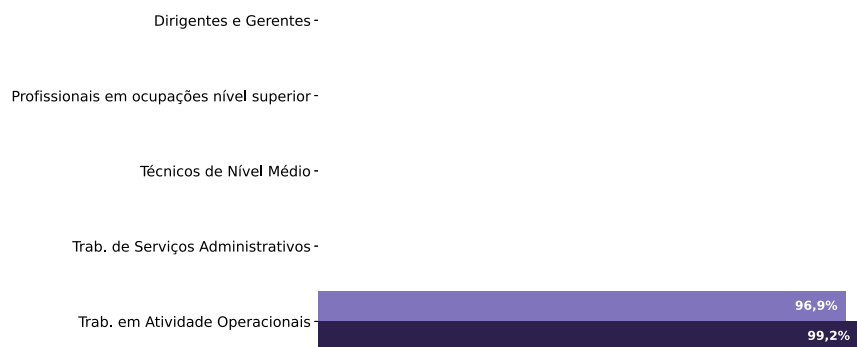 Dirigentes e Gerentes
Profissionais em ocupações nível superior
Técnicos de Nível Médio
Trab. de Serviços Administrativos
96,9%
Trab. em Atividade Operacionais
99,2%